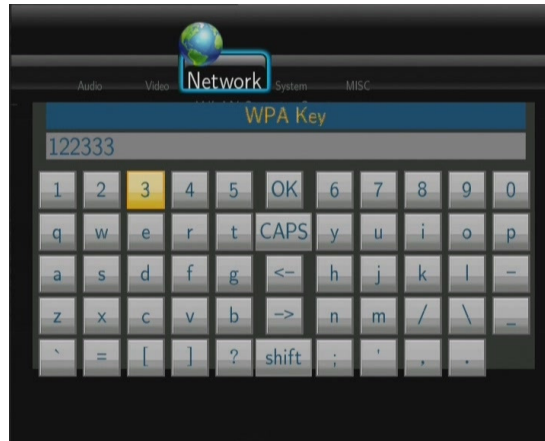 Network
Audio Video System MISC
WPA Key
122333
1 2 3 4 5 OK 6 7 8 9 0
q w e r t CAPS y u i o p
a s d f g <- h j k l -
z x c v b -> n m / \ _
` = [ ] ? shift ; ' , .